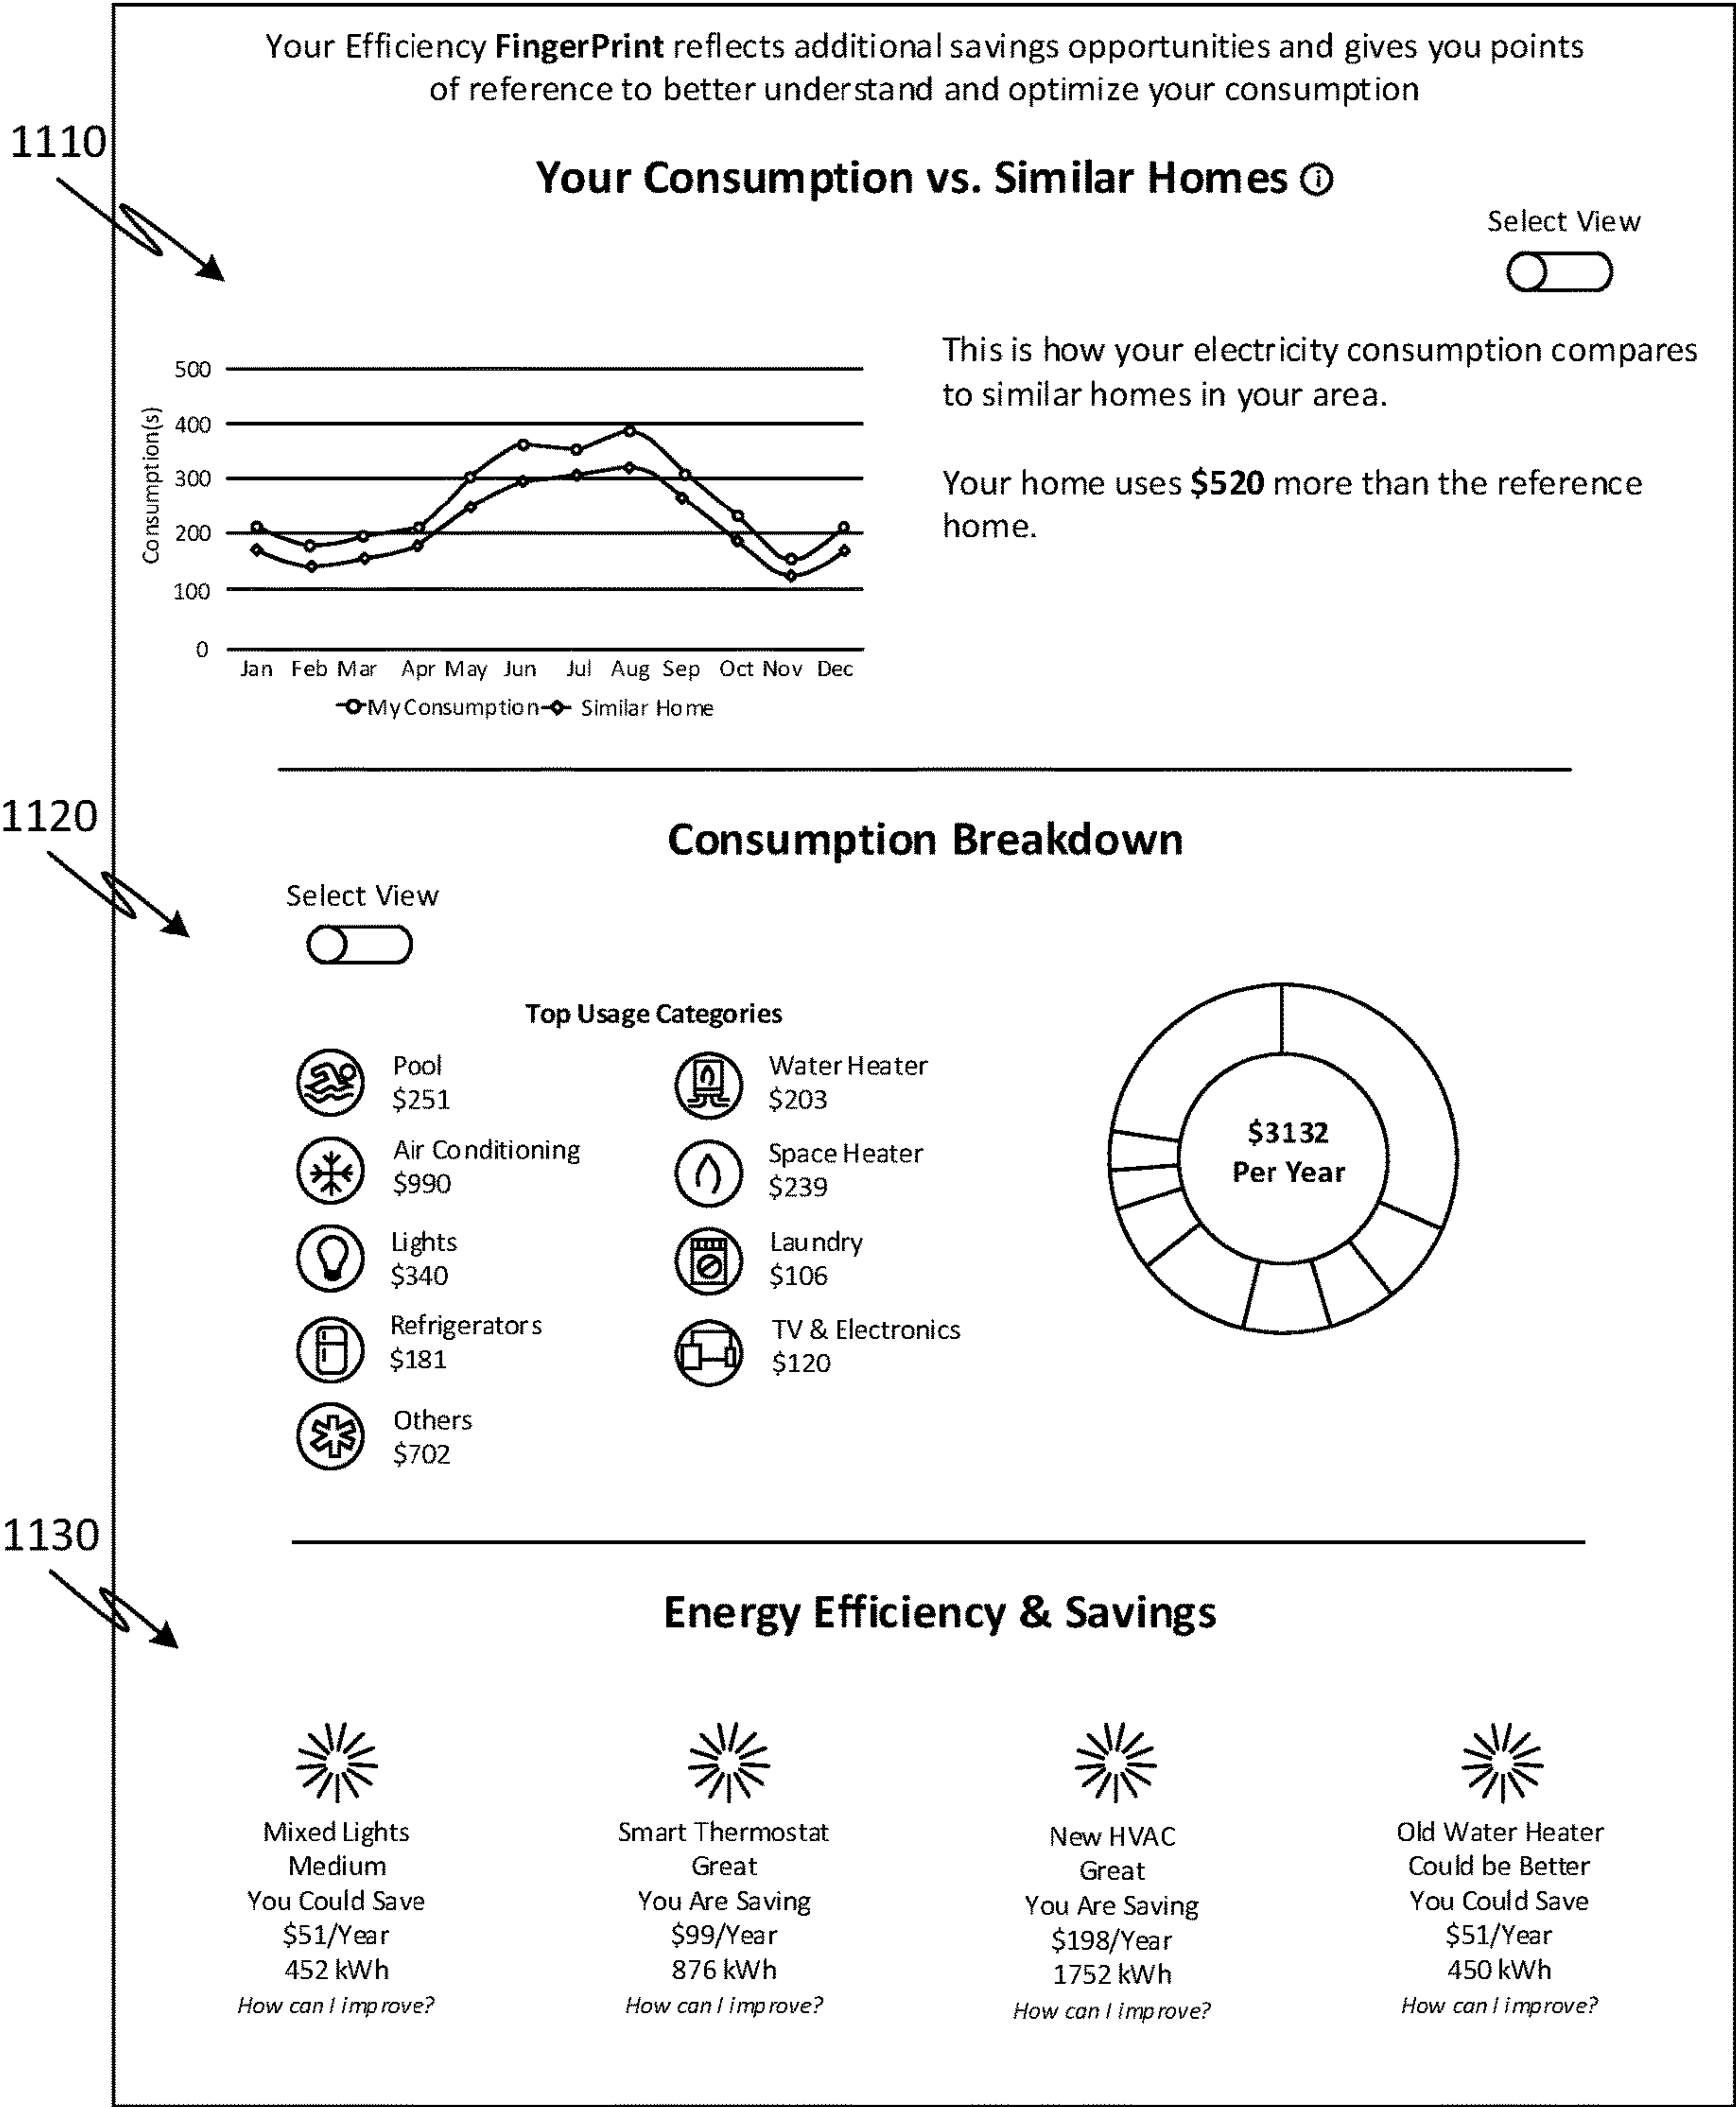 Your Efficiency FingerPrint reflects additional savings opportunities and gives you points
of reference to better understand and optimize your consumption
1110
Your Consumption vs. Similar Homes i
Select View
500
400
300
200
100
0
Consumption(s)
Jan Feb Mar Apr May Jun Jul Aug Sep Oct Nov Dec
My Consumption Similar Home
This is how your electricity consumption compares
to similar homes in your area.
Your home uses $520 more than the reference
home.
1120
Consumption Breakdown
Select View
Top Usage Categories
Pool
$251
Air Conditioning
$990
Lights
$340
Refrigerators
$181
Others
$702
Water Heater
$203
Space Heater
$239
Laundry
$106
TV & Electronics
$120
$3132
Per Year
1130
Energy Efficiency & Savings
Mixed Lights
Medium
You Could Save
$51/Year
452 kWh
How can I improve?
Smart Thermostat
Great
You Are Saving
$99/Year
876 kWh
How can I improve?
New HVAC
Great
You Are Saving
$198/Year
1752 kWh
How can I improve?
Old Water Heater
Could be Better
You Could Save
$51/Year
450 kWh
How can I improve?